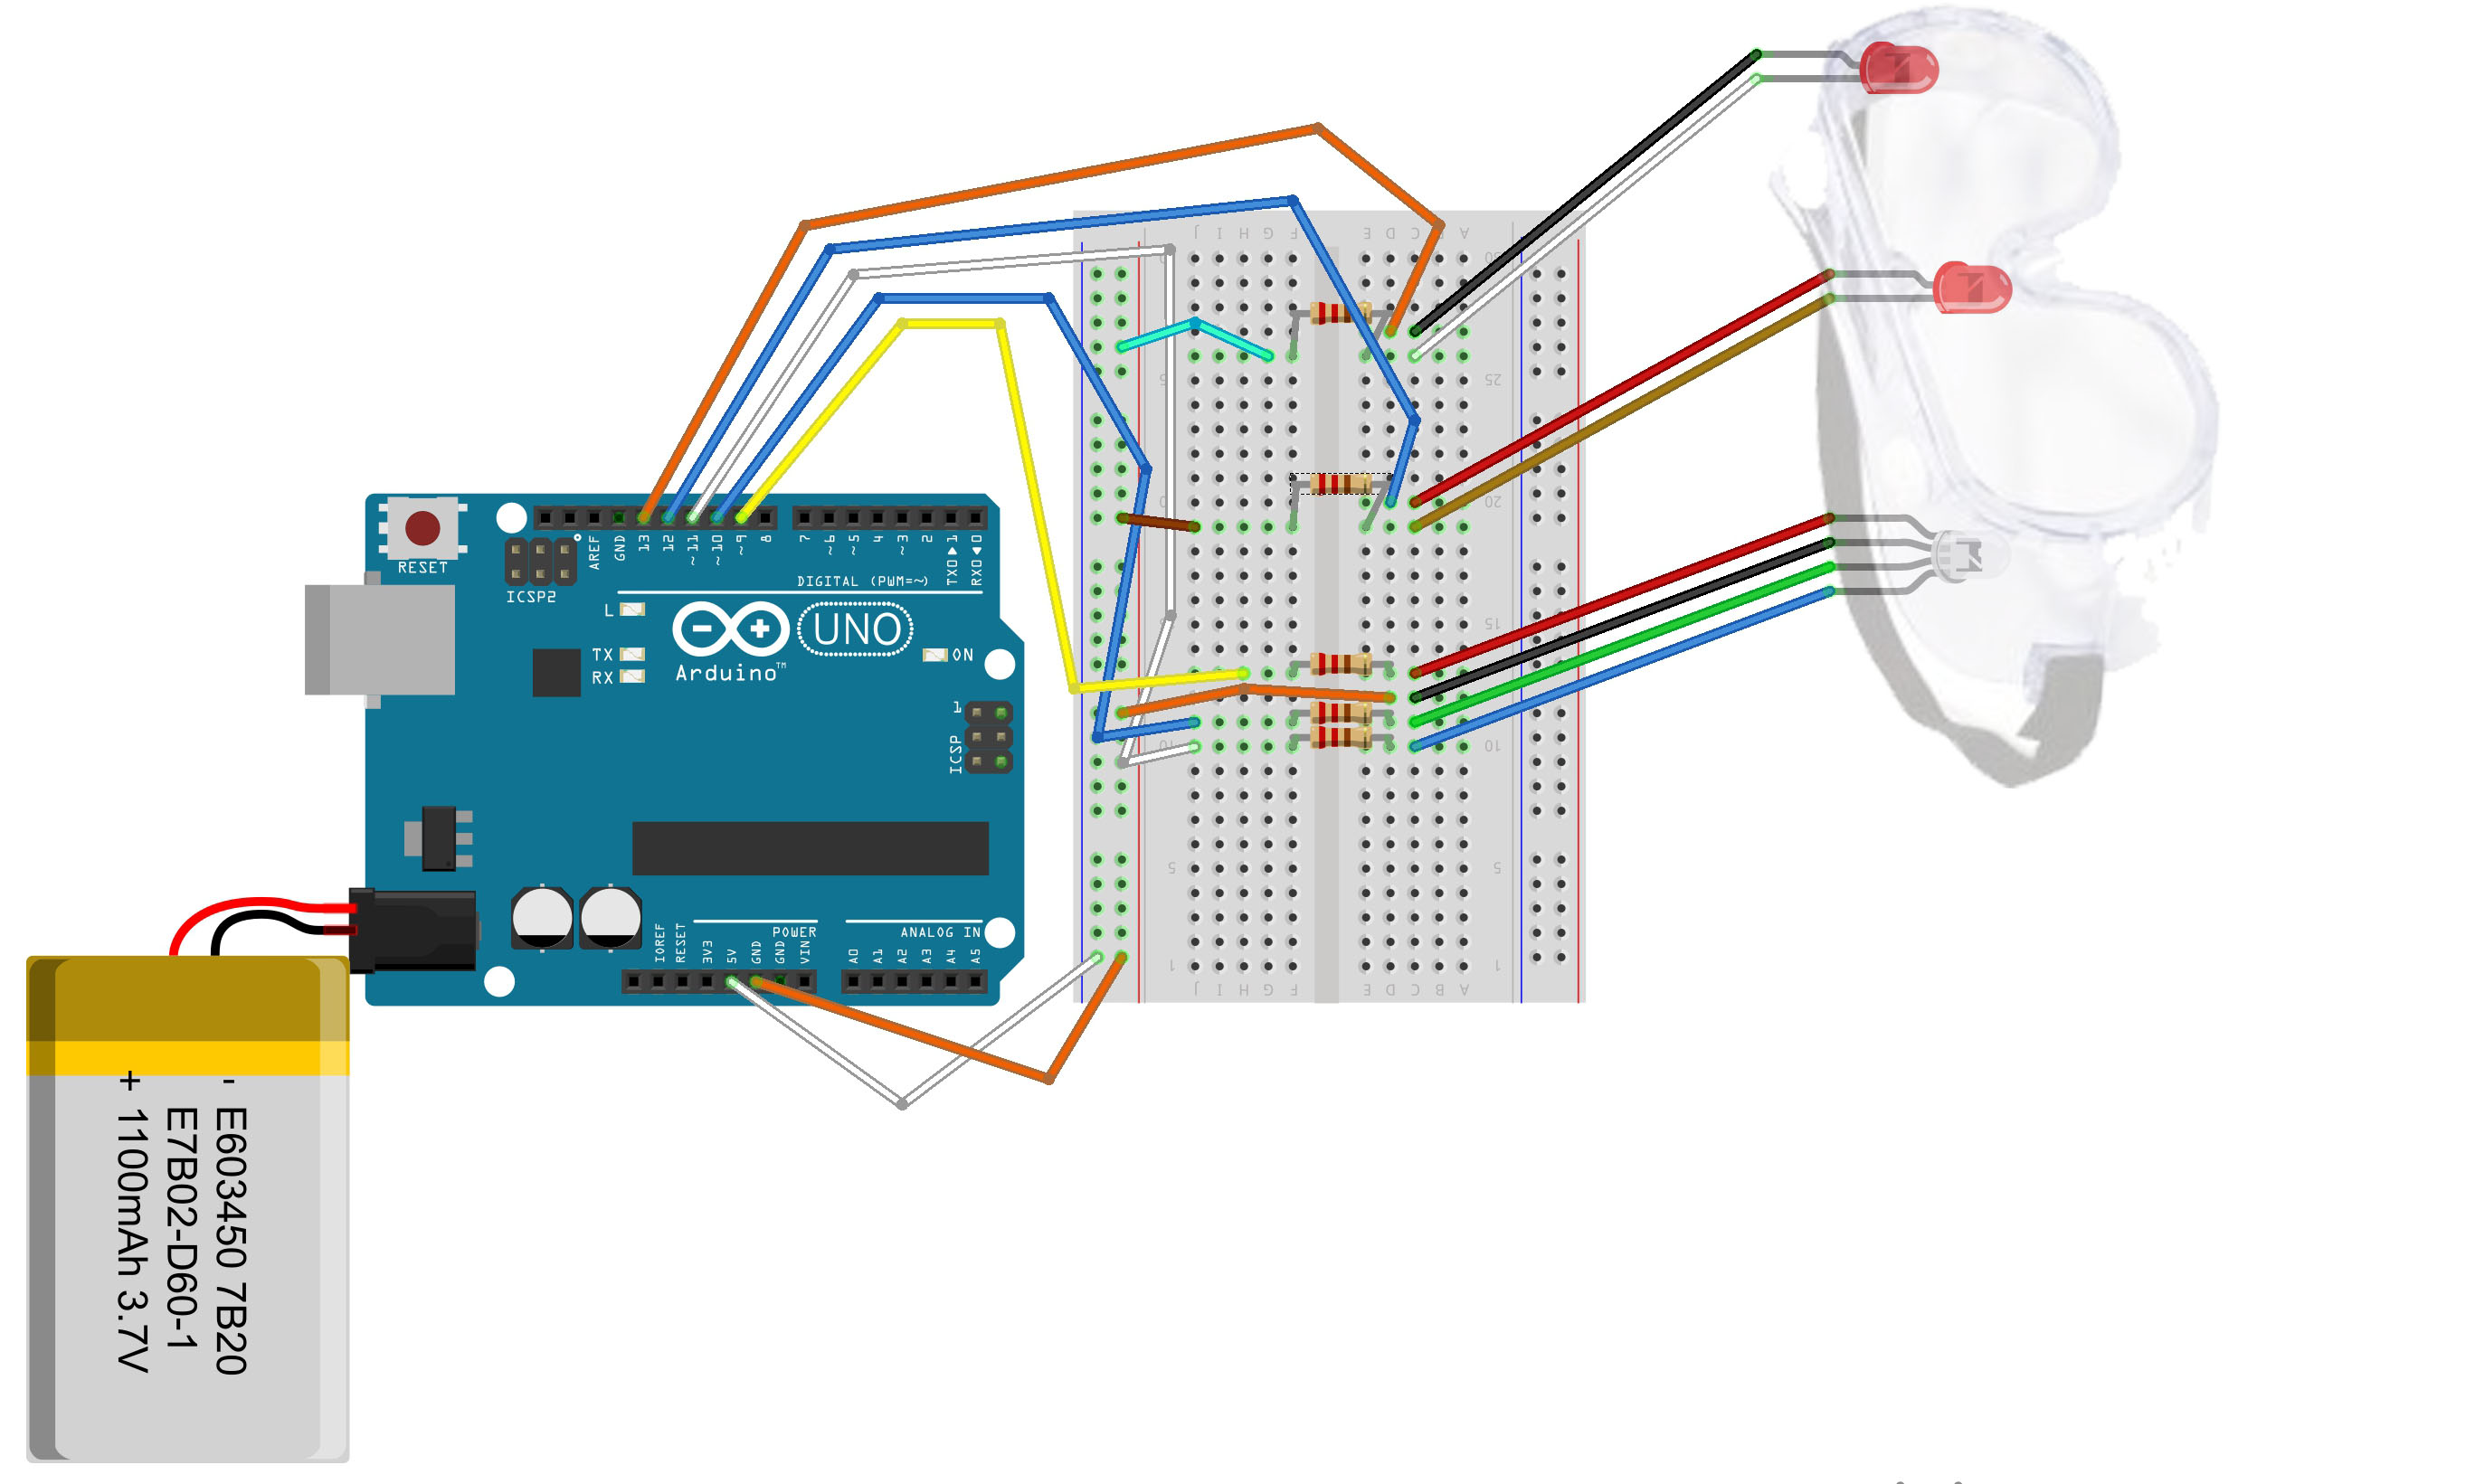 RESET
ICSP2
AREF
GND
13
12
~11
~10
~9
8
7
~6
~5
4
~3
2
TX0▶1
RX0◀0
DIGITAL (PWM=~)
L
TX
RX
Arduino™
UNO
ON
1
ICSP
IOREF
RESET
3V3
5V
GND
GND
VIN
POWER
A0
A1
A2
A3
A4
A5
ANALOG IN
J I H G F E D C B A
30
25
20
15
10
5
1
J I H G F E D C B A
- E603450 7B20
E7B02-D60-1
+ 1100mAh 3.7V